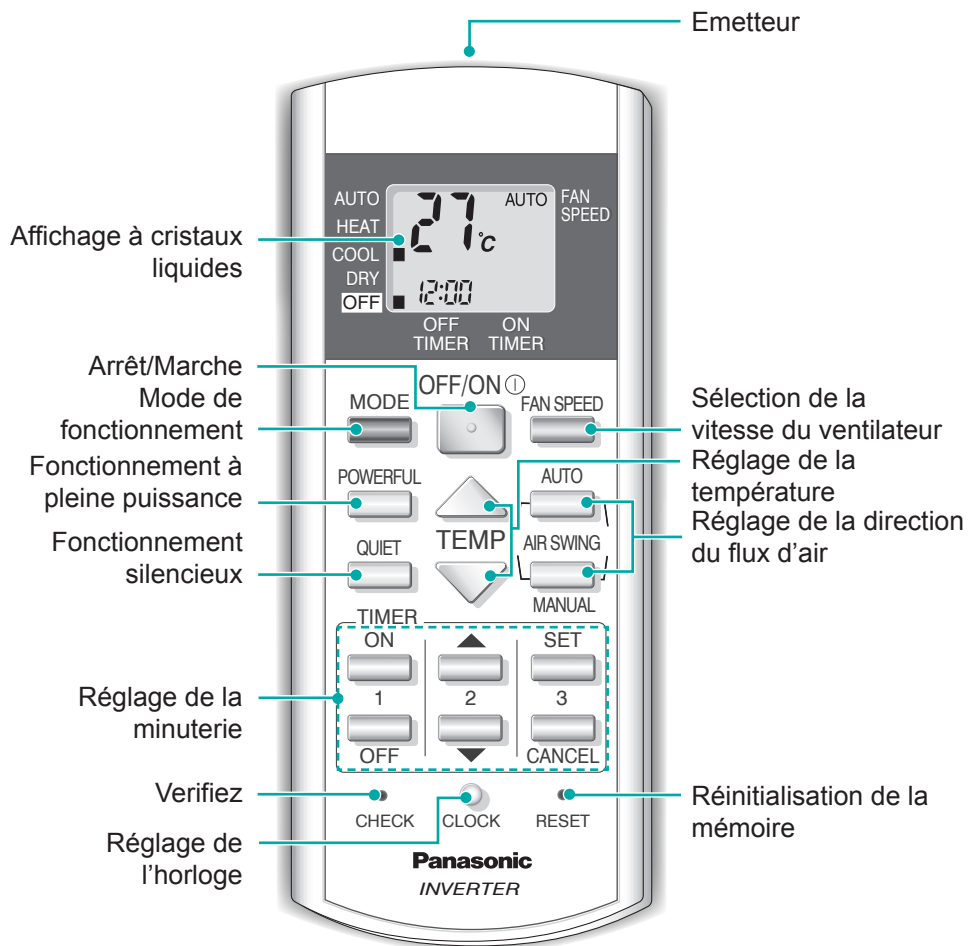 Emetteur
AUTO
HEAT
COOL
DRY
OFF
27°C
AUTO
FAN
SPEED
12:00
OFF
TIMER
ON
TIMER
Affichage à cristaux
liquides
Arrêt/Marche
Mode de
fonctionnement
Fonctionnement à
pleine puissance
Fonctionnement
silencieux
OFF/ON
MODE
FAN SPEED
POWERFUL
AUTO
TEMP
QUIET
AIR SWING
MANUAL
Sélection de la
vitesse du ventilateur
Réglage de la
température
Réglage de la direction
du flux d'air
TIMER
ON
SET
1
2
3
OFF
CANCEL
Réglage de la
minuterie
Verifiez
CHECK
CLOCK
RESET
Réglage de
l'horloge
Réinitialisation de la
mémoire
Panasonic
INVERTER